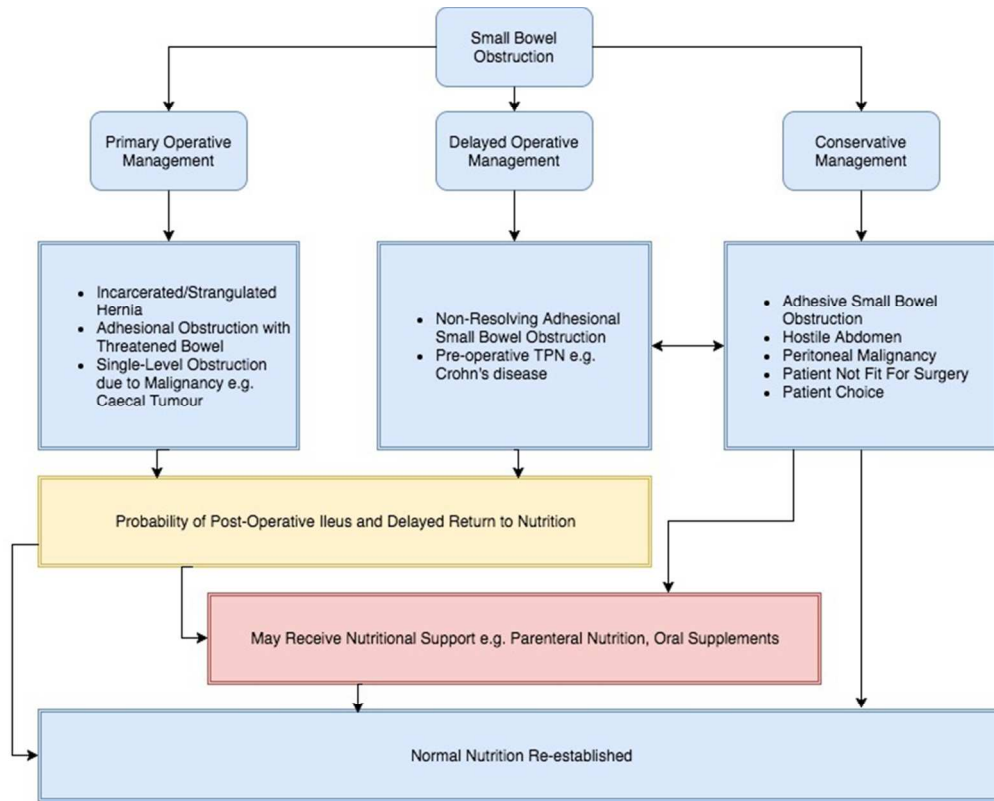 Small Bowel
Obstruction
Primary Operative
Management
Delayed Operative
Management
Conservative
Management
• Incarcerated/Strangulated
Hernia
• Adhesional Obstruction with
Threatened Bowel
• Single-Level Obstruction
due to Malignancy e.g.
Caecal Tumour
• Non-Resolving Adhesional
Small Bowel Obstruction
• Pre-operative TPN e.g.
Crohn's disease
• Adhesive Small Bowel
Obstruction
• Hostile Abdomen
• Peritoneal Malignancy
• Patient Not Fit For Surgery
• Patient Choice
Probability of Post-Operative Ileus and Delayed Return to Nutrition
May Receive Nutritional Support e.g. Parenteral Nutrition, Oral Supplements
Normal Nutrition Re-established